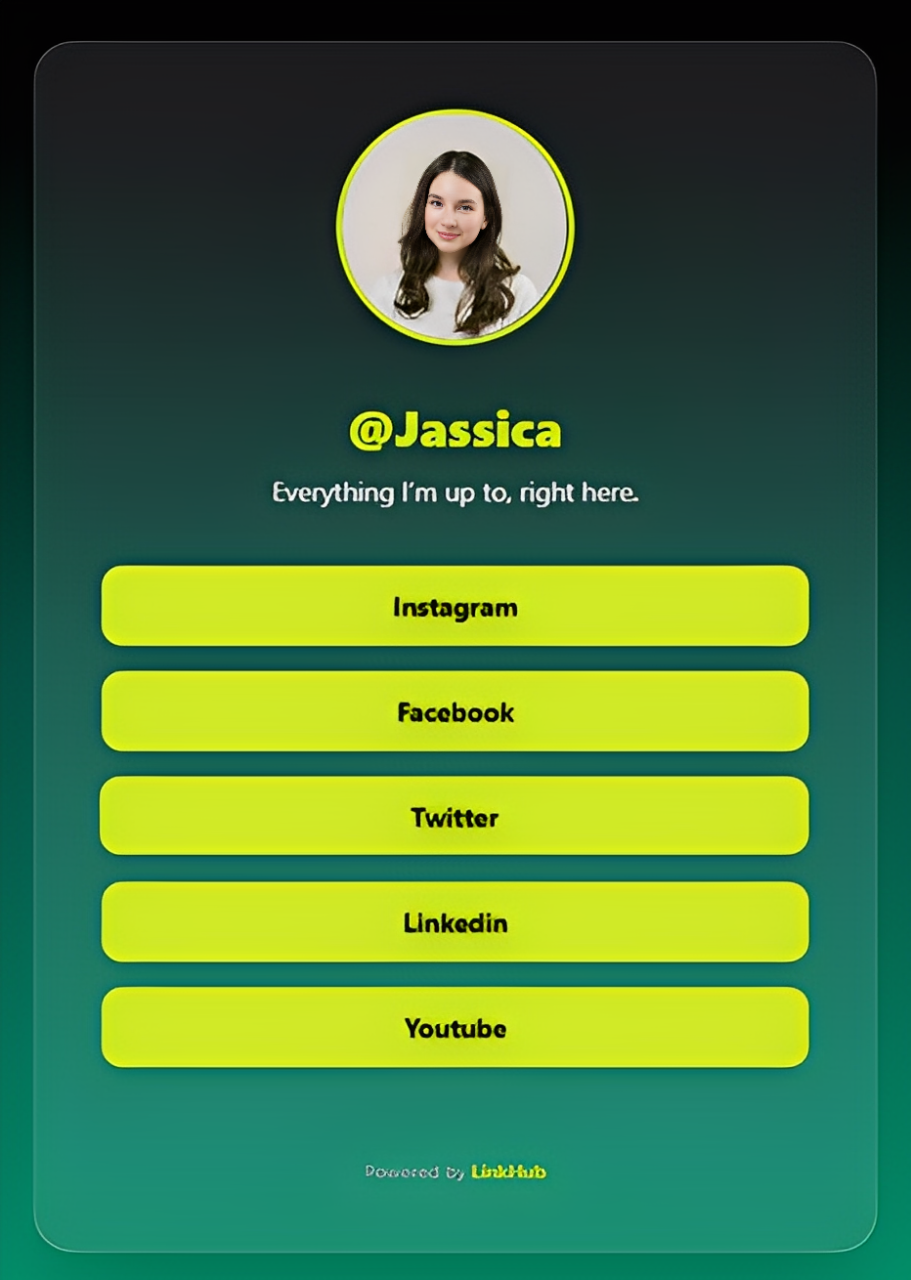 @Jassica
Everything I'm up to, right here.
Instagram
Facebook
Twitter
Linkedin
Youtube
Powered by LinkHub